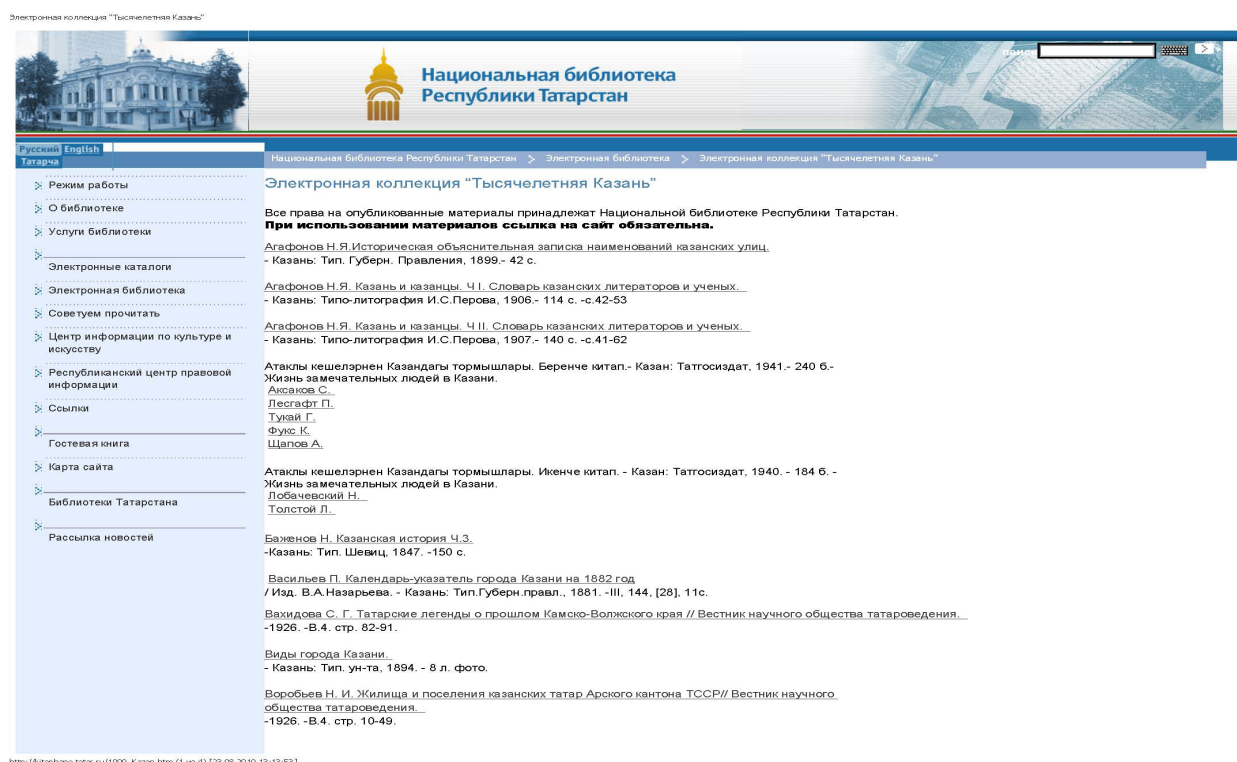 Электронная коллекция "Тысячелетняя Казань"
поиск
Национальная библиотека
Республики Татарстан
Русский English
Татарча
Национальная библиотека Республики Татарстан Электронная библиотека Электронная коллекция "Тысячелетняя Казань"
Режим работы
О библиотеке
Услуги библиотеки
Электронные каталоги
Электронная библиотека
Советуем прочитать
Центр информации по культуре и
искусству
Республиканский центр правовой
информации
Ссылки
Гостевая книга
Карта сайта
Библиотеки Татарстана
Рассылка новостей
Электронная коллекция "Тысячелетняя Казань"
Все права на опубликованные материалы принадлежат Национальной библиотеке Республики Татарстан.
При использовании материалов ссылка на сайт обязательна.
Агафонов Н.Я.Историческая объяснительная записка наименований казанских улиц.
- Казань: Тип. Губерн. Правления, 1899.- 42 с.
Агафонов Н.Я. Казань и казанцы. Ч I. Словарь казанских литераторов и ученых.
- Казань: Типо-литография И.С.Перова, 1906.- 114 с. -с.42-53
Агафонов Н.Я. Казань и казанцы. Ч II. Словарь казанских литераторов и ученых.
- Казань: Типо-литография И.С.Перова, 1907.- 140 с. -с.41-62
Атаклы кешелэрнен Казандагы тормышлары. Беренче китап.- Казан: Татгосиздат, 1941.- 240 б.-
Жизнь замечательных людей в Казани.
Аксаков С.
Лесгафт П.
Тукай Г.
Фукс К.
Щапов А.
Атаклы кешелэрнен Казандагы тормышлары. Икенче китап. - Казан: Татгосиздат, 1940. - 184 б. -
Жизнь замечательных людей в Казани.
Лобачевский Н.
Толстой Л.
Баженов Н. Казанская история Ч.3.
-Казань: Тип. Шевиц, 1847. -150 с.
Васильев П. Календарь-указатель города Казани на 1882 год
/ Изд. В.А.Назарьева. - Казань: Тип.Губерн.правл., 1881. -III, 144, [28], 11с.
Вахидова С. Г. Татарские легенды о прошлом Камско-Волжского края // Вестник научного общества татароведения.
-1926. -В.4. стр. 82-91.
Виды города Казани.
- Казань: Тип. ун-та, 1894. - 8 л. фото.
Воробьев Н. И. Жилища и поселения казанских татар Арского кантона ТССР// Вестник научного
общества татароведения.
-1926. -В.4. стр. 10-49.